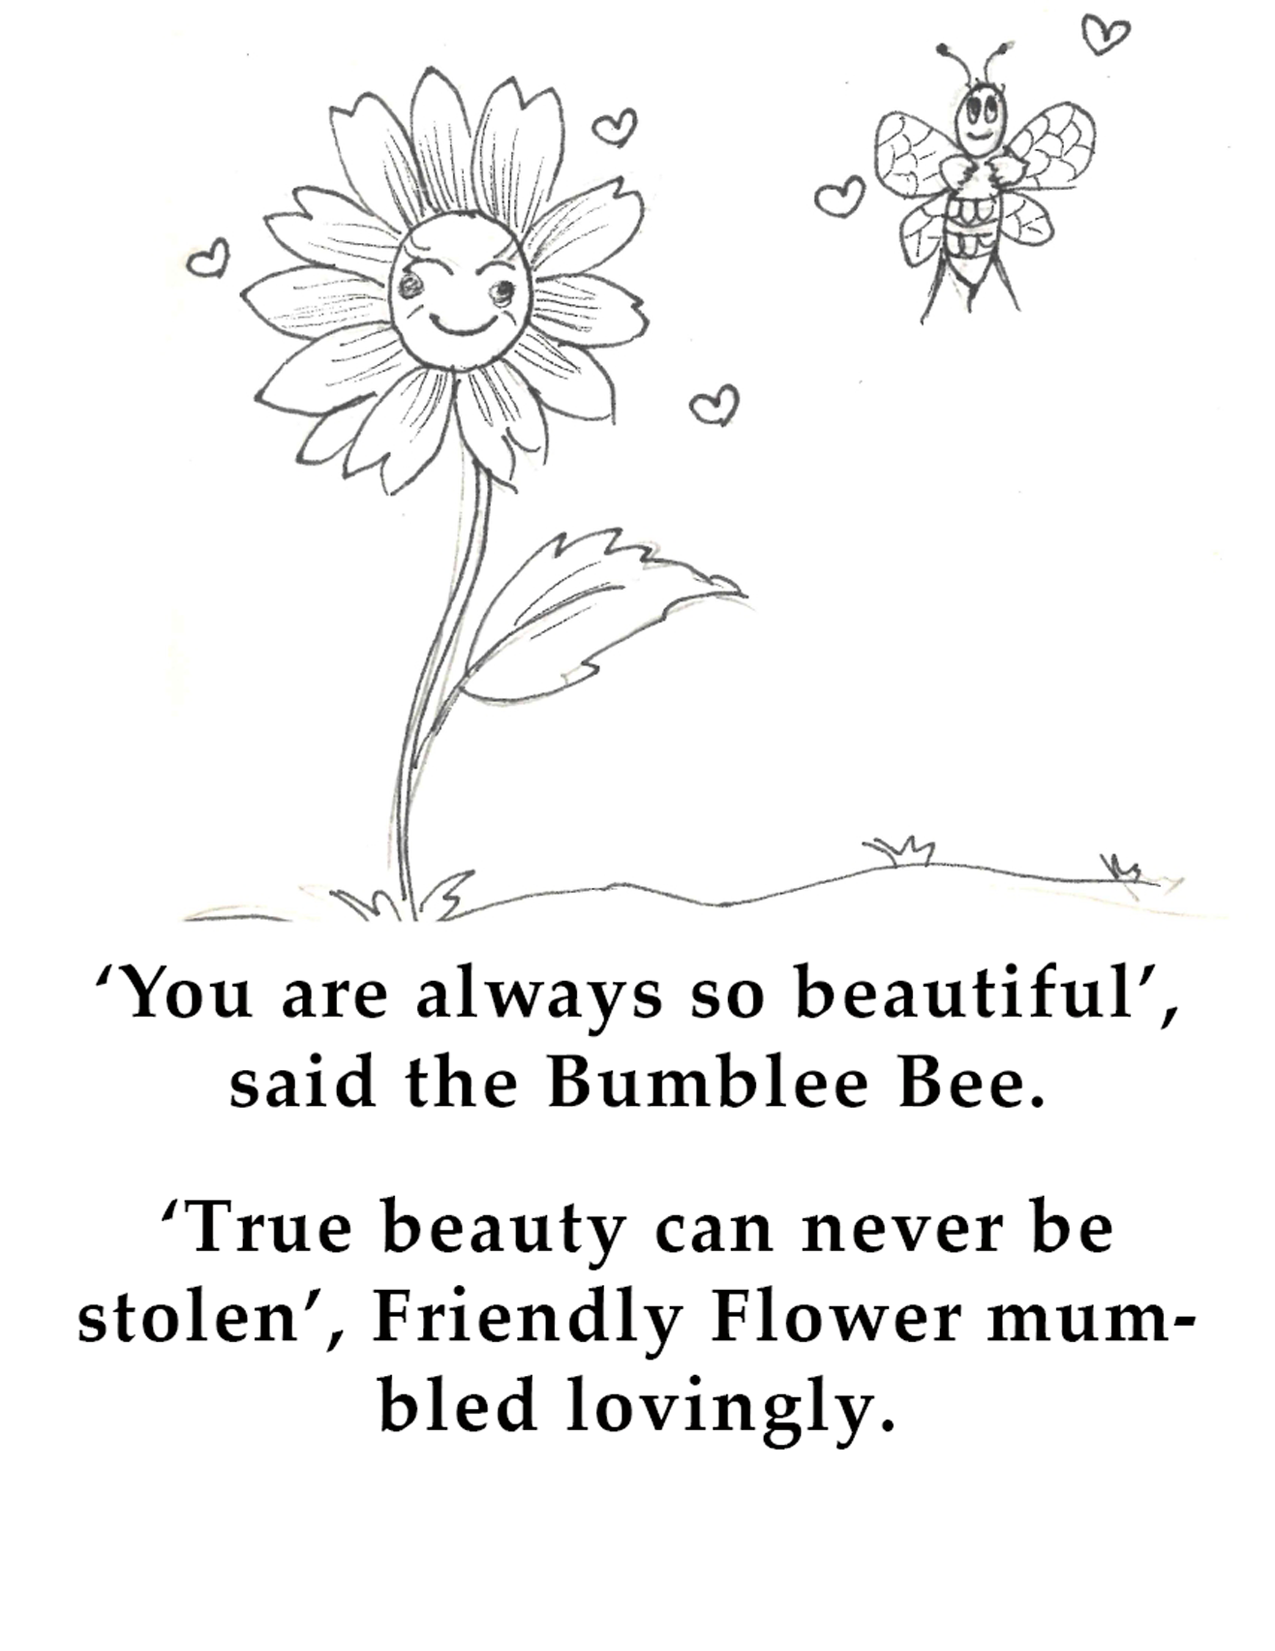 ‘You are always so beautiful’,
said the Bumblee Bee.
‘True beauty can never be
stolen’, Friendly Flower mum-
bled lovingly.